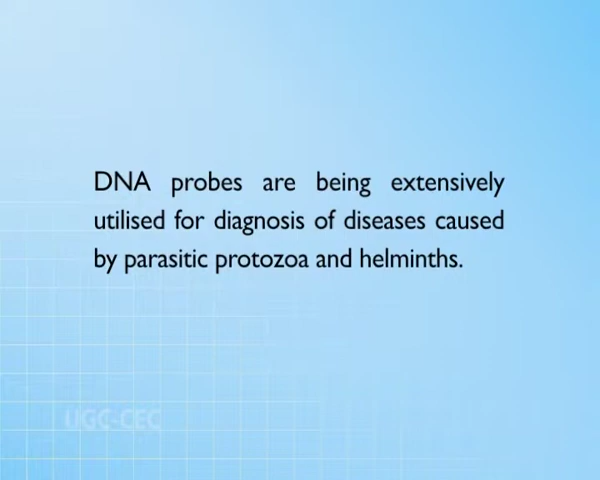 DNA probes are being extensively
utilised for diagnosis of diseases caused
by parasitic protozoa and helminths.
UGC-CEC